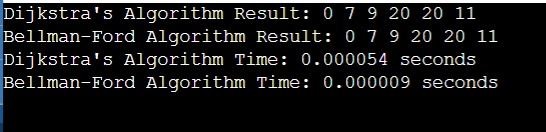 Dijkstra's Algorithm Result: 0 7 9 20 20 11
Bellman-Ford Algorithm Result: 0 7 9 20 20 11
Dijkstra's Algorithm Time: 0.000054 seconds
Bellman-Ford Algorithm Time: 0.000009 seconds